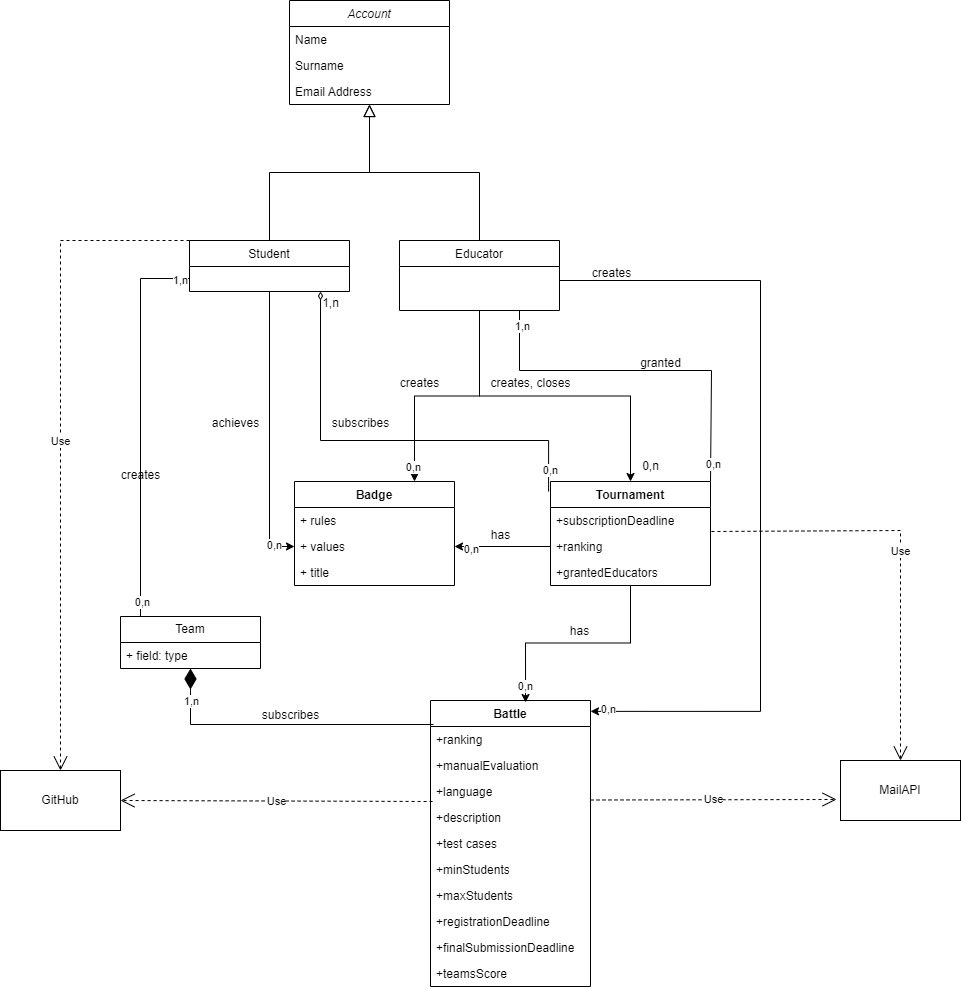 Account
Name
Surname
Email Address
Student
Educator
1,n
1,n
1,n
creates
granted
creates
creates, closes
achieves
subscribes
Use
creates
0,n
0,n
0,n
0,n
Badge
+ rules
+ values
+ title
0,n
has
0,n
Tournament
+subscriptionDeadline
+ranking
+grantedEducators
Use
0,n
Team
+ field: type
has
1,n
subscribes
0,n
0,n
Battle
+ranking
+manualEvaluation
+language
+description
+test cases
+minStudents
+maxStudents
+registrationDeadline
+finalSubmissionDeadline
+teamsScore
GitHub
Use
Use
MailAPI